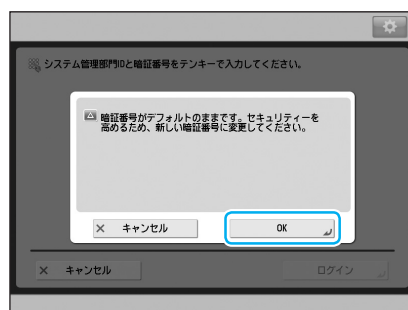 システム管理部門IDと暗証番号をテンキーで入力してください。
暗証番号がデフォルトのままです。セキュリティーを
高めるため、新しい暗証番号に変更してください。
× キャンセル
OK
× キャンセル
ログイン